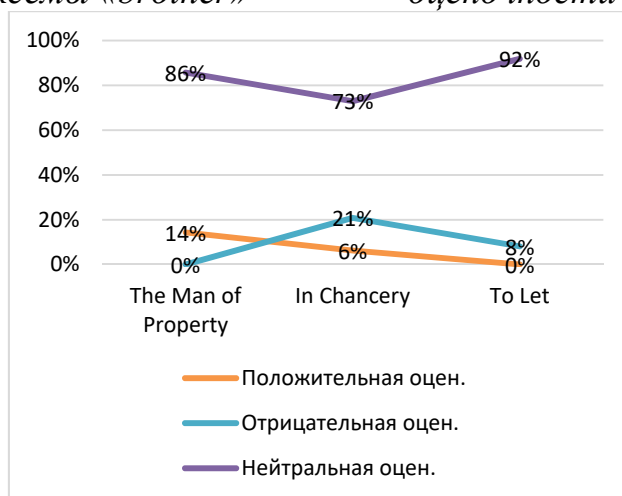 «brother»
100%
80%
60%
40%
20%
0%
86%
73%
92%
14%
6%
0%
0%
21%
8%
The Man of Property
In Chancery
To Let
Положительная оцен.
Отрицательная оцен.
Нейтральная оцен.